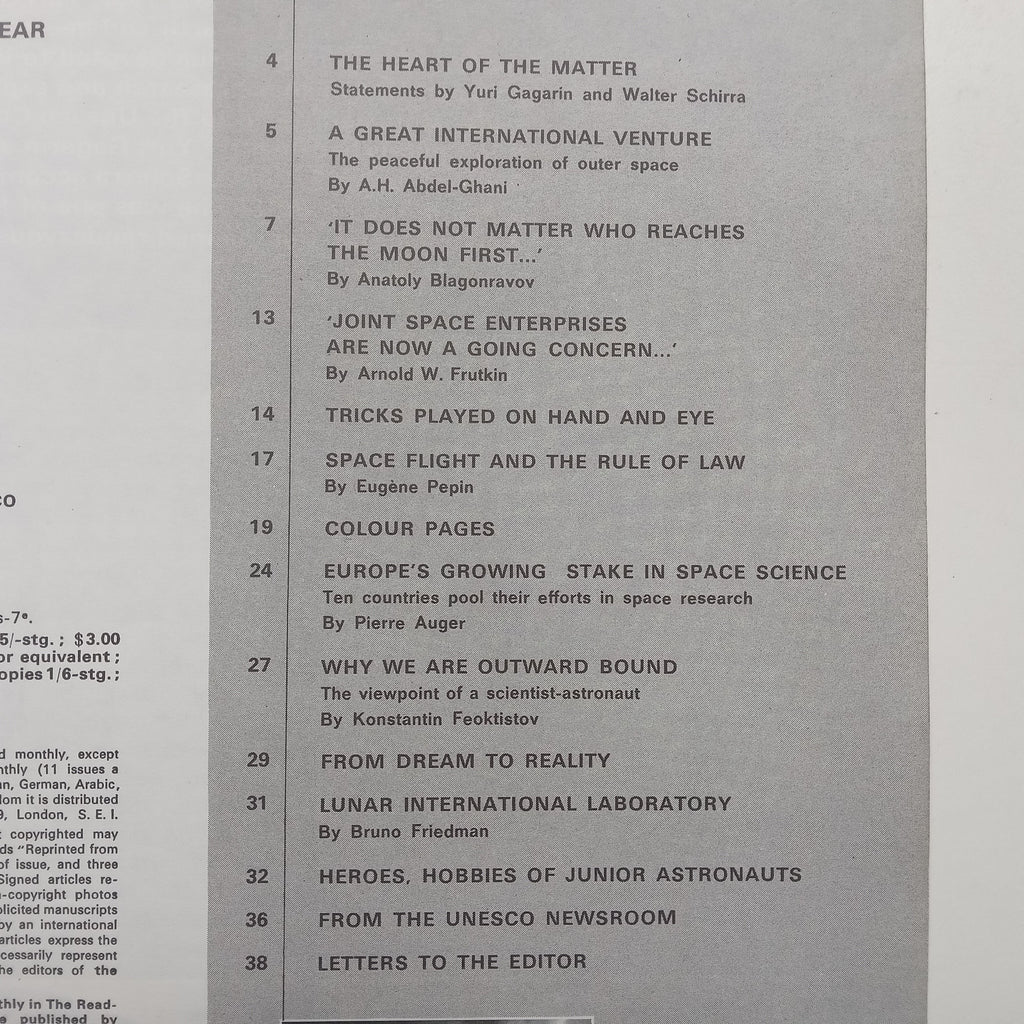 EAR
CO
s-7e.
5/-stg. ; $3.00
or equivalent ;
opies 1/6-stg. ;
d monthly, except
nthly (11 issues a
an, German, Arabic,
dom it is distributed
9, London, S. E. I.
t copyrighted may
ds “Reprinted from
of issue, and three
Signed articles re-
n-copyright photos
olicited manuscripts
by an international
articles express the
cessarily represent
he editors of the
thly in The Read-
e published by
4 THE HEART OF THE MATTER
Statements by Yuri Gagarin and Walter Schirra
5 A GREAT INTERNATIONAL VENTURE
The peaceful exploration of outer space
By A.H. Abdel-Ghani
7 ‘IT DOES NOT MATTER WHO REACHES
THE MOON FIRST...’
By Anatoly Blagonravov
13 ‘JOINT SPACE ENTERPRISES
ARE NOW A GOING CONCERN...’
By Arnold W. Frutkin
14 TRICKS PLAYED ON HAND AND EYE
17 SPACE FLIGHT AND THE RULE OF LAW
By Eugène Pepin
19 COLOUR PAGES
24 EUROPE'S GROWING STAKE IN SPACE SCIENCE
Ten countries pool their efforts in space research
By Pierre Auger
27 WHY WE ARE OUTWARD BOUND
The viewpoint of a scientist-astronaut
By Konstantin Feoktistov
29 FROM DREAM TO REALITY
31 LUNAR INTERNATIONAL LABORATORY
By Bruno Friedman
32 HEROES, HOBBIES OF JUNIOR ASTRONAUTS
36 FROM THE UNESCO NEWSROOM
38 LETTERS TO THE EDITOR